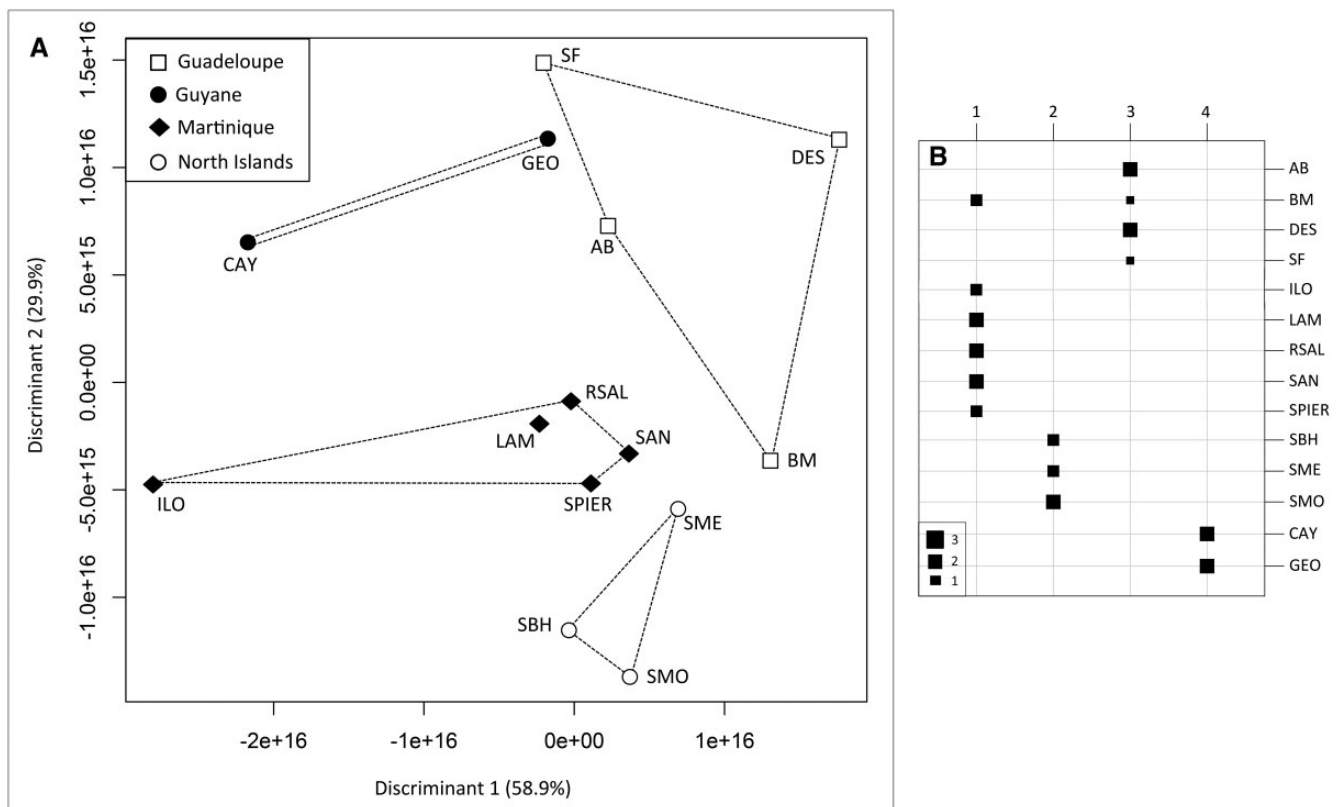 A
Guadeloupe
Guyane
Martinique
North Islands
SF
DES
GEO
AB
CAY
RSAL
LAM
SAN
BM
ILO
SPIER
SME
SBH
SMO
Discriminant 2 (29.9%)
1.5e+16
1.0e+16
5.0e+15
0.0e+00
-5.0e+15
-1.0e+16
-2e+16 -1e+16 0e+00 1e+16
Discriminant 1 (58.9%)
1 2 3 4
B
AB
BM
DES
SF
ILO
LAM
RSAL
SAN
SPIER
SBH
SME
SMO
CAY
GEO
3
2
1